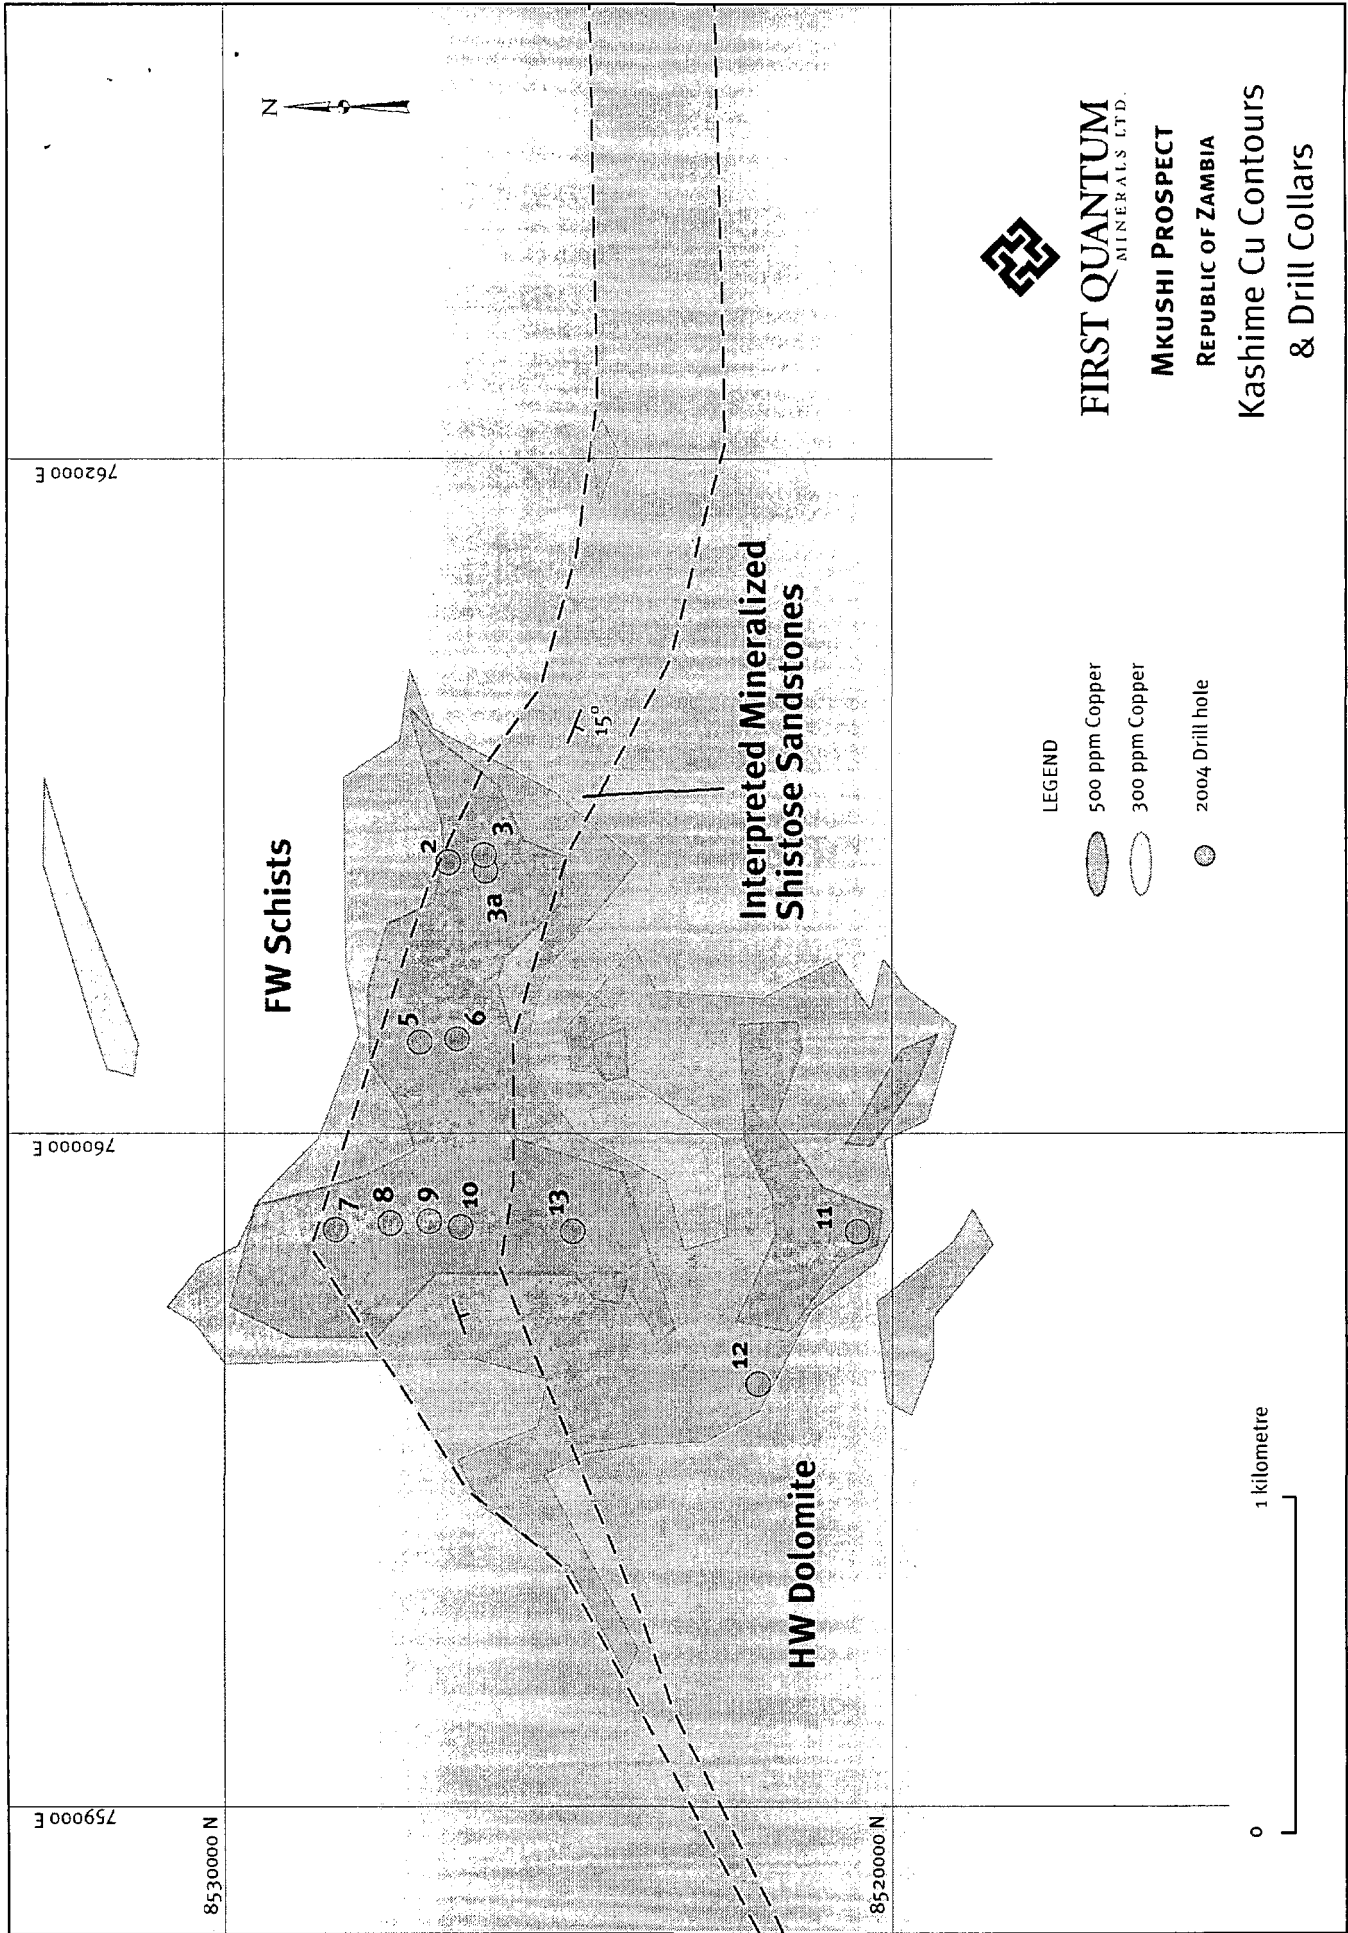 N
762000 E
760000 E
759000 E
8530000 N
8520000 N
FW Schists
2
3
3a
5
6
7
8
9
10
13
11
12
15°
Interpreted Mineralized
Shistose Sandstones
HW Dolomite
LEGEND
500 ppm Copper
300 ppm Copper
2004 Drill hole
0
1 kilometre
FIRST QUANTUM
MINERALS LTD.
MKUSHI PROSPECT
REPUBLIC OF ZAMBIA
Kashime Cu Contours
& Drill Collars